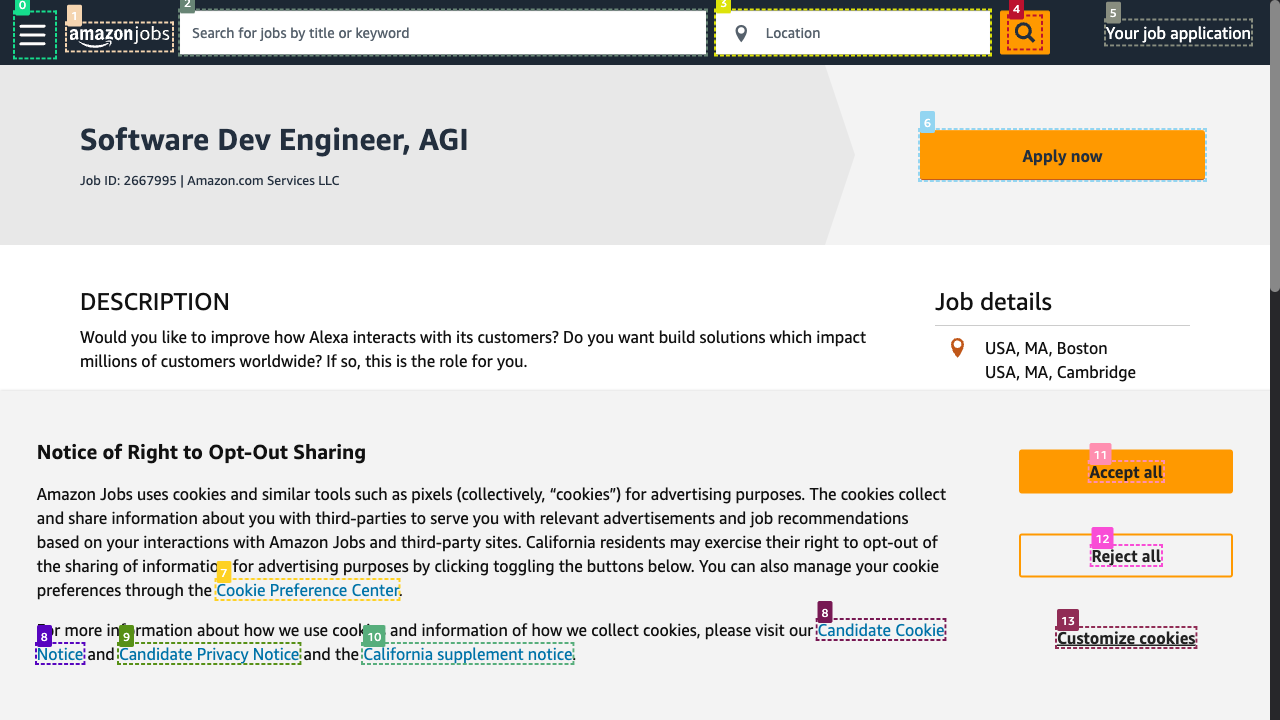 0
1
2
3
4
5
amazonjobs
Search for jobs by title or keyword
Location
Your job application
Software Dev Engineer, AGI
Job ID: 2667995 | Amazon.com Services LLC
6
Apply now
DESCRIPTION
Would you like to improve how Alexa interacts with its customers? Do you want build solutions which impact
millions of customers worldwide? If so, this is the role for you.
Job details
USA, MA, Boston
USA, MA, Cambridge
Notice of Right to Opt-Out Sharing
Amazon Jobs uses cookies and similar tools such as pixels (collectively, “cookies”) for advertising purposes. The cookies collect
and share information about you with third-parties to serve you with relevant advertisements and job recommendations
based on your interactions with Amazon Jobs and third-party sites. California residents may exercise their right to opt-out of
the sharing of information for advertising purposes by clicking toggling the buttons below. You can also manage your cookie
7
preferences through the Cookie Preference Center.
8
For more information about how we use cookies and information of how we collect cookies, please visit our Candidate Cookie
8
9
10
Notice and Candidate Privacy Notice and the California supplement notice.
11
Accept all
12
Reject all
13
Customize cookies